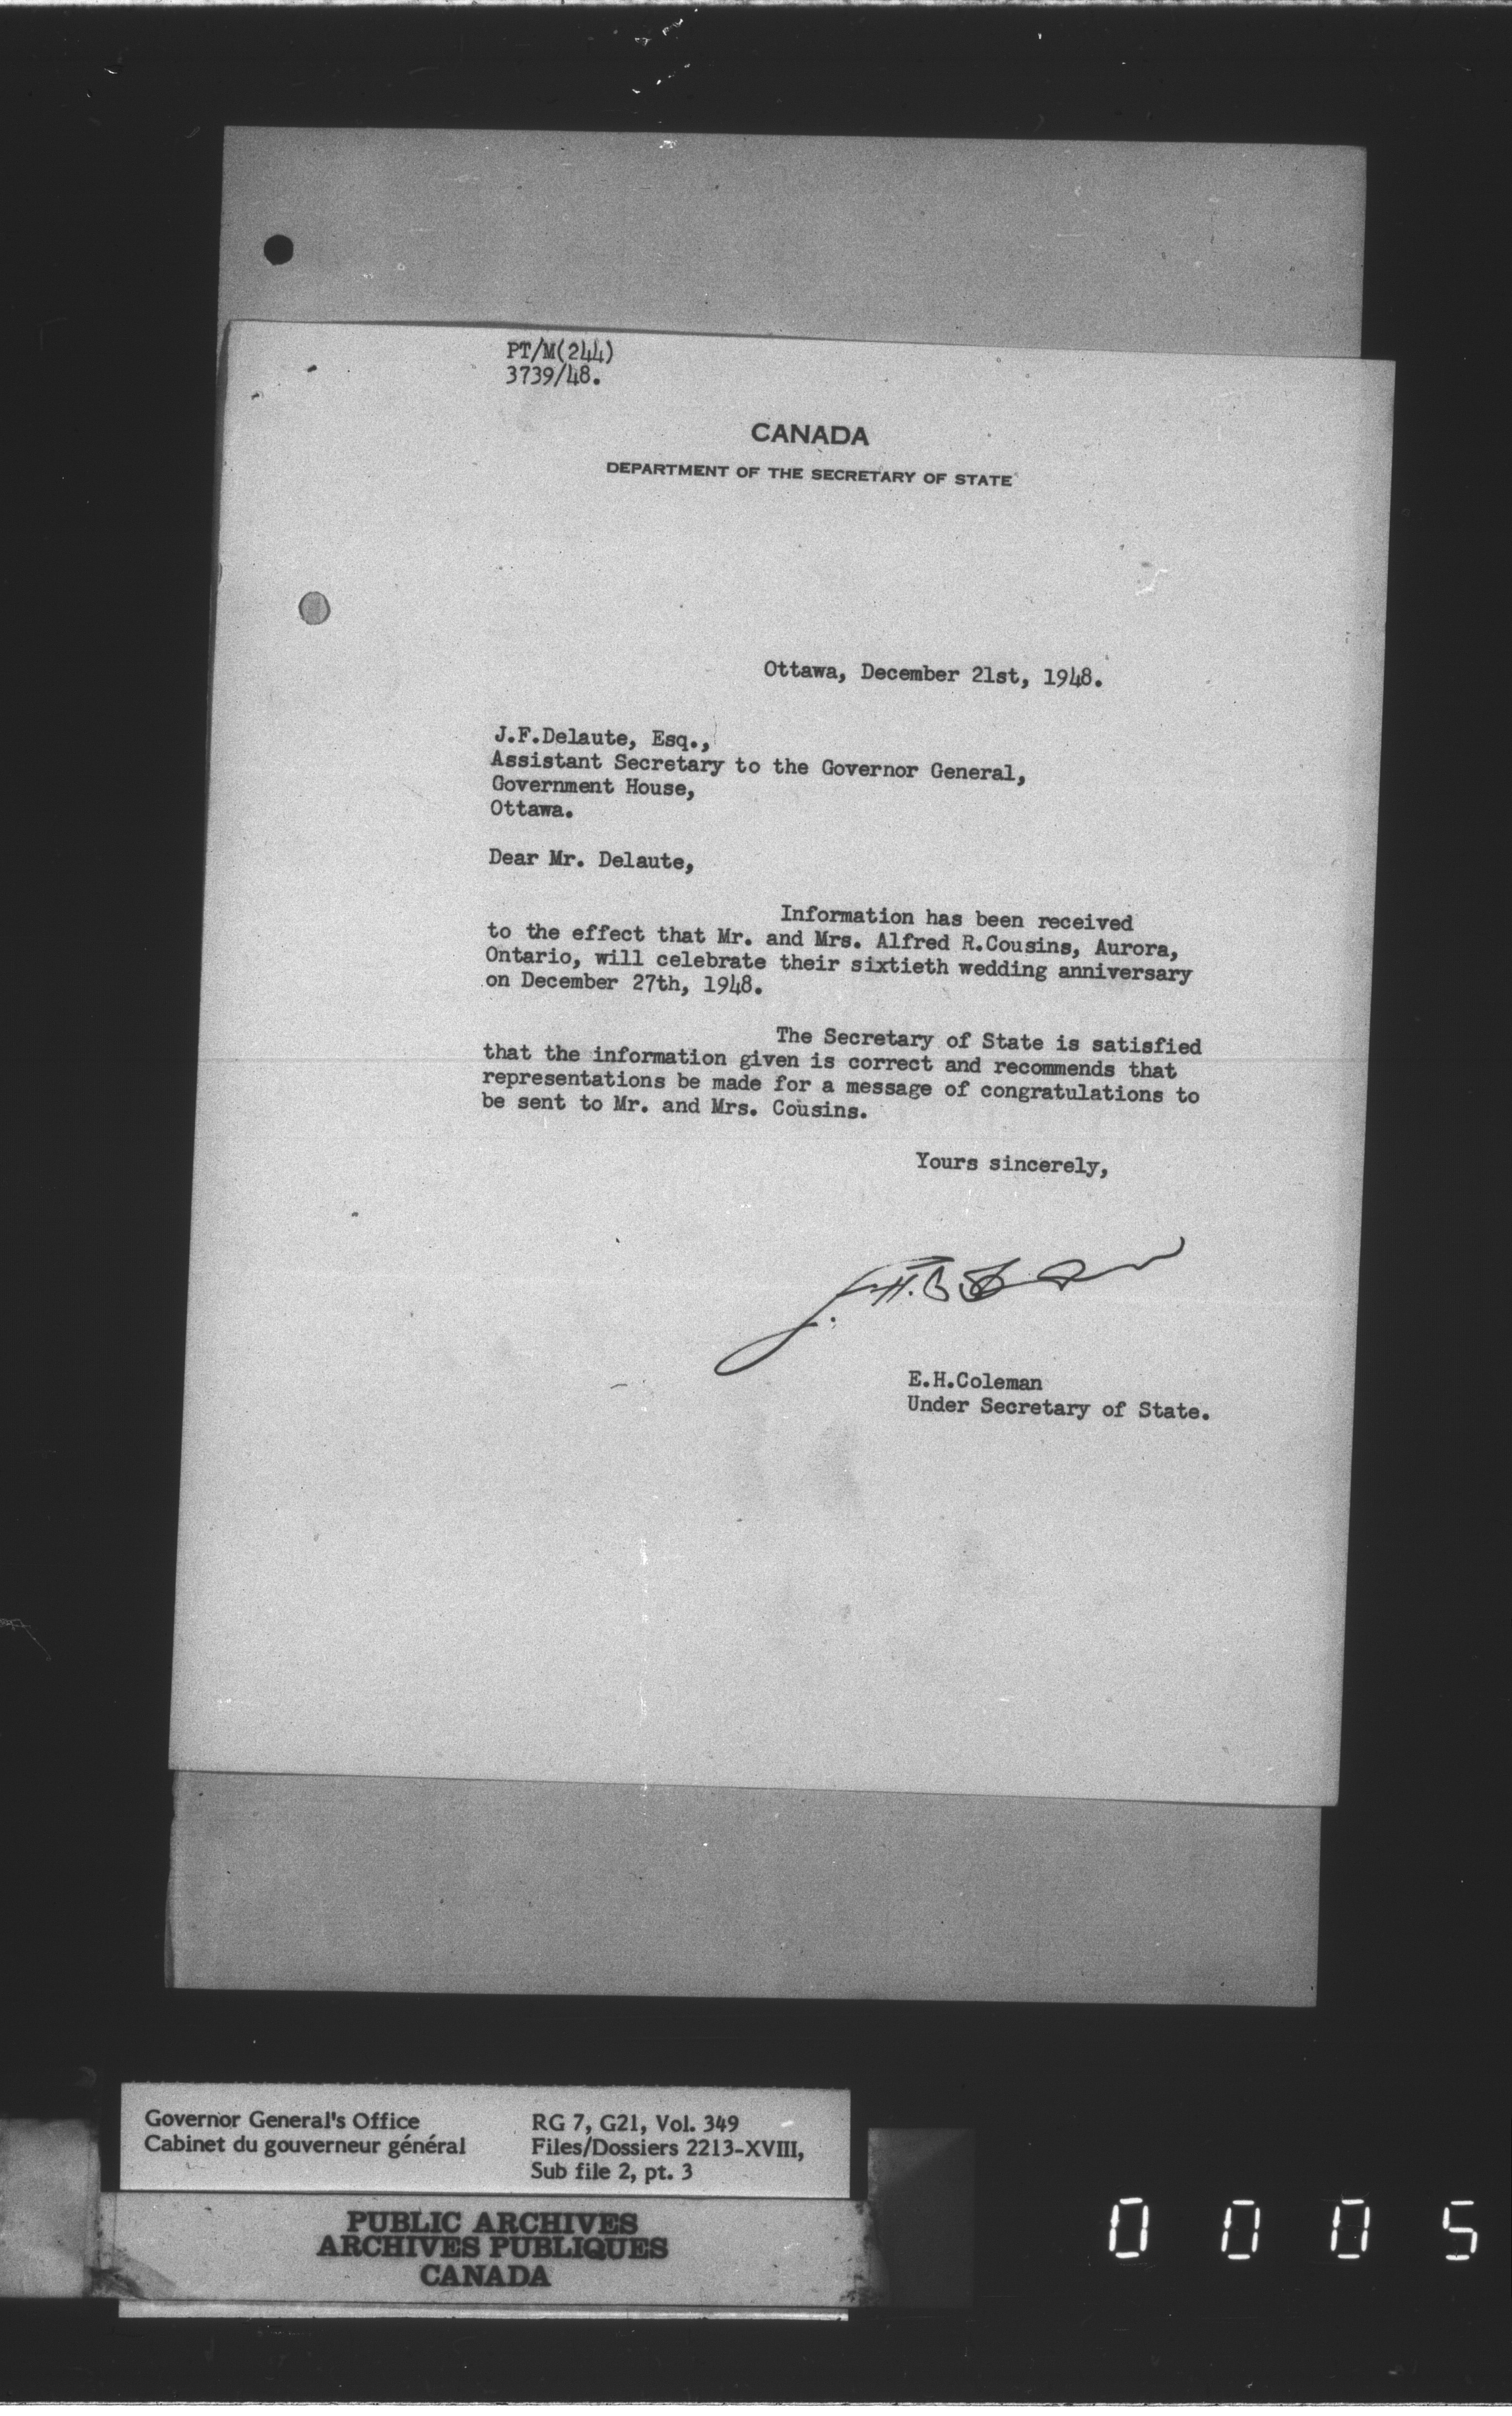 PT/M(244)
3739/48.
CANADA
DEPARTMENT OF THE SECRETARY OF STATE
Ottawa, December 21st, 1948.
J.F.Delaute, Esq.,
Assistant Secretary to the Governor General,
Government House,
Ottawa.
Dear Mr. Delaute,
Information has been received
to the effect that Mr. and Mrs. Alfred R.Cousins, Aurora,
Ontario, will celebrate their sixtieth wedding anniversary
on December 27th, 1948.
The Secretary of State is satisfied
that the information given is correct and recommends that
representations be made for a message of congratulations to
be sent to Mr. and Mrs. Cousins.
Yours sincerely,
E.H.Coleman
Under Secretary of State.
Governor General's Office
Cabinet du gouverneur général
RG 7, G21, Vol. 349
Files/Dossiers 2213-XVIII,
Sub file 2, pt. 3
PUBLIC ARCHIVES
ARCHIVES PUBLIQUES
CANADA
0005